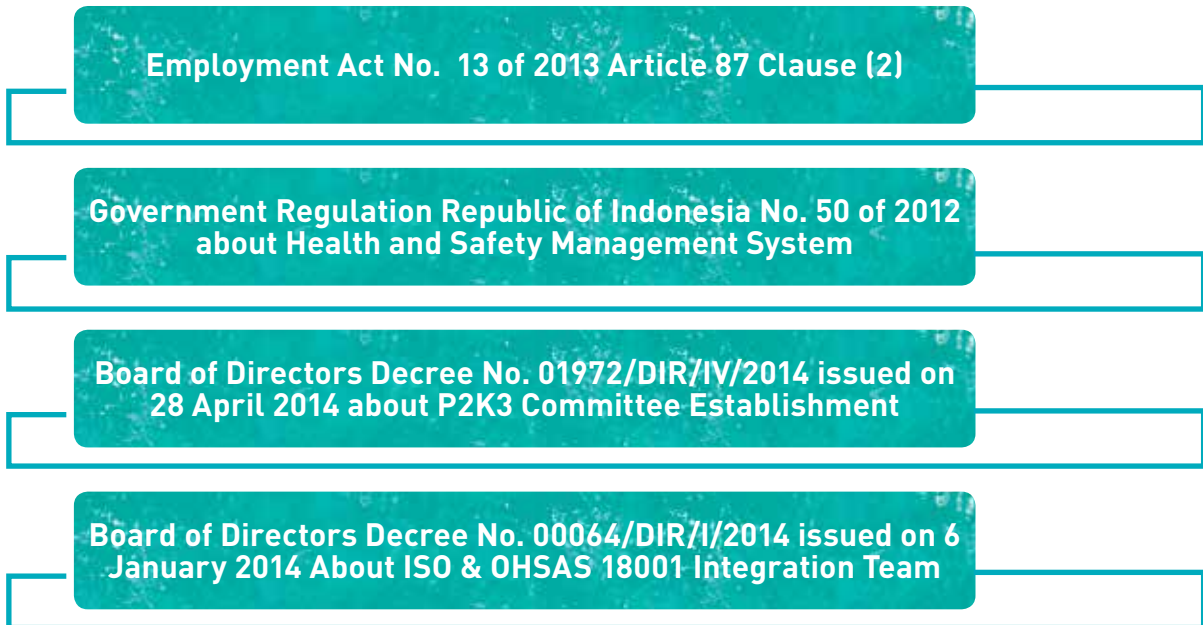 Employment Act No. 13 of 2013 Article 87 Clause (2)
Government Regulation Republic of Indonesia No. 50 of 2012
about Health and Safety Management System
Board of Directors Decree No. 01972/DIR/IV/2014 issued on
28 April 2014 about P2K3 Committee Establishment
Board of Directors Decree No. 00064/DIR/I/2014 issued on 6
January 2014 About ISO & OHSAS 18001 Integration Team